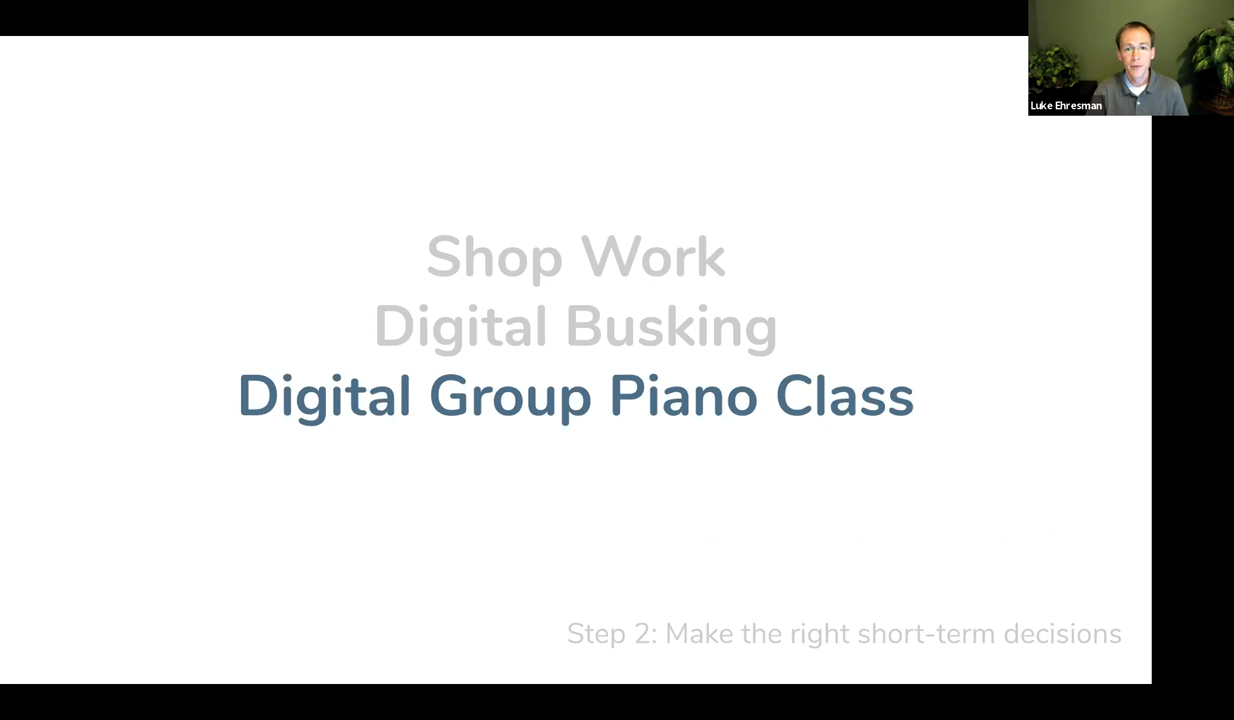 Luke Ehresman
Shop Work
Digital Busking
Digital Group Piano Class
Step 2: Make the right short-term decisions